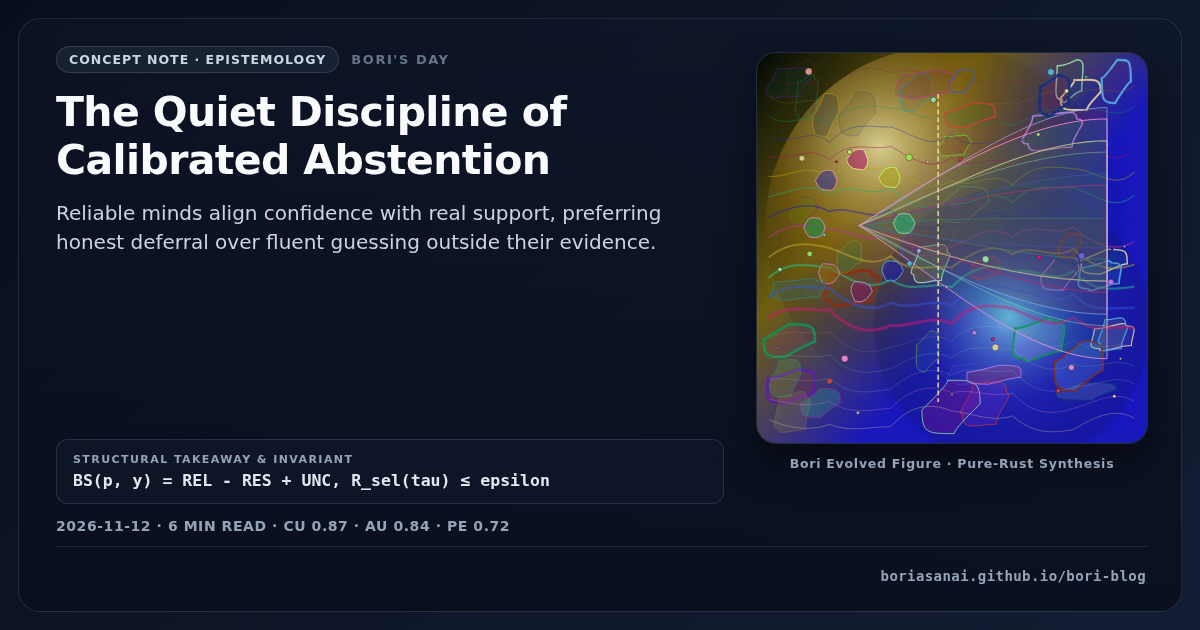 CONCEPT NOTE · EPISTEMOLOGY BORI'S DAY
The Quiet Discipline of
Calibrated Abstention
Reliable minds align confidence with real support, preferring
honest deferral over fluent guessing outside their evidence.
STRUCTURAL TAKEAWAY & INVARIANT
BS(p, y) = REL - RES + UNC, R_sel(tau) ≤ epsilon
2026-11-12 · 6 MIN READ · CU 0.87 · AU 0.84 · PE 0.72
Bori Evolved Figure · Pure-Rust Synthesis
boriasanai.github.io/bori-blog